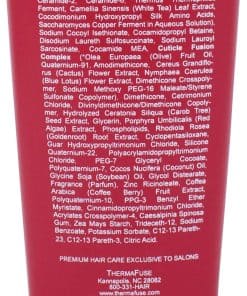 Ceramide-2, Ceramide-9, Thermus Thermophillus
Ferment, Camellia Sinensis (White Tea) Leaf Extract,
Cocodimonium Hydroxypropyl Silk Amino Acids,
Saccharomyces Copper Ferment in Aqueous Solution),
Sodium Cocoyl Isethionate, Cocamidopropyl Betaine,
Disodium Laureth Sulfosuccinate, Sodium Lauroyl
Sarcosinate, Cocamide MEA, Cuticle Fusion
Complex (*Olea Europaea (Olive) Fruit Oil,
Quaternium-91, Amodimethicone, Cereus Grandiflo-
rus (Cactus) Flower Extract, Nymphaea Coerulea
(Blue Lotus) Flower Extract, Dimethicone Crosspoly-
mer, Sodium Methoxy PEG-16 Maleate/Styrene
Sulfonate Copolymer), Dimethicone, Cetrimonium
Chloride, Divinyldimethicone/Dimethicone Copoly-
mer, Hydrolyzed Ceratonia Siliqua (Carob Tree)
Seed Extract, Glycerin, Porphyra Umbilicalis (Red
Algae) Extract, Phospholipids, Rhodiola Rosea
(Goldenroot) Root Extract, Cyclopentasiloxane,
Guar Hydroxypropyltrimonium Chloride, Silicone
Quaternium-22, Polyacrylamidopropyltrimonium
Chloride, PEG-7 Glyceryl Cocoate,
Polyquaternium-7, Cocos Nucifera (Coconut) Oil,
Glycine Soja (Soybean) Oil, Glycol Distearate,
Fragrance (Parfum), Zinc Ricinoleate, Coffea
Arabica (Coffee Berry) Fruit Extract,
Polyquaternium-10, PPG-3 Benzyl Ether
Myristate, Cinnamidopropyltrimonium Chloride,
Acrylates Crosspolymer-4, Caesalpinia Spinosa
Gum, Zea Mays Starch, Trideceth-12, Sodium
Benzoate, Potassium Sorbate, C12-13 Pareth-
23, C12-13 Pareth-3, Citric Acid.
PREMIUM HAIR CARE EXCLUSIVE TO SALONS
THERMAFUSE
Kannapolis, NC 28082
800-331-HAIR
www.thermafuse.com